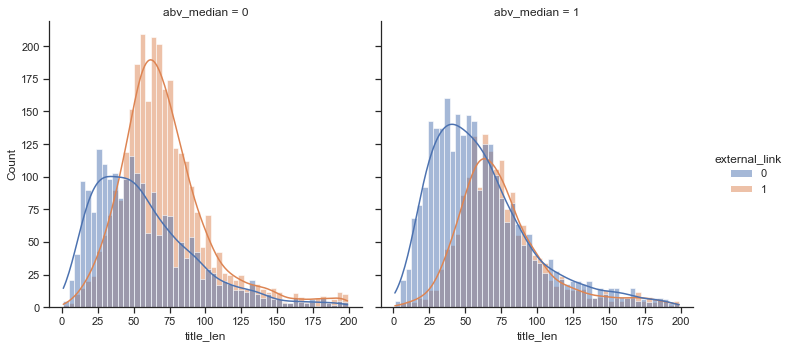 abv_median = 0
abv_median = 1
200
175
150
125
100
75
50
25
0
Count
0 25 50 75 100 125 150 175 200
title_len
0 25 50 75 100 125 150 175 200
title_len
external_link
0
1